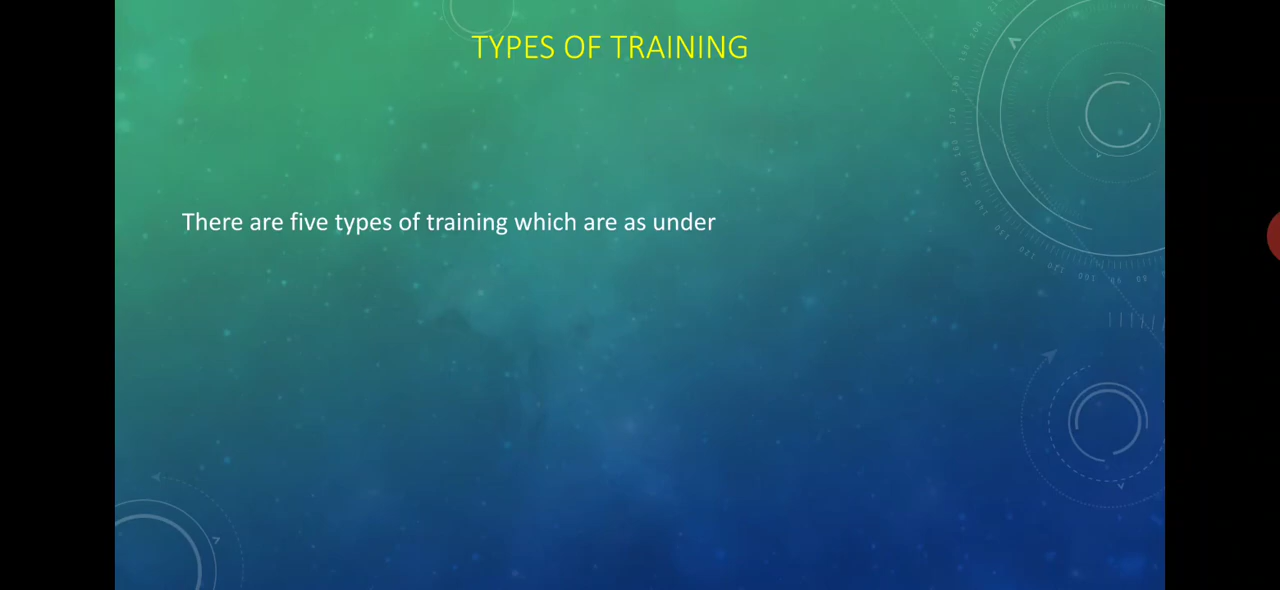 TYPES OF TRAINING
There are five types of training which are as under